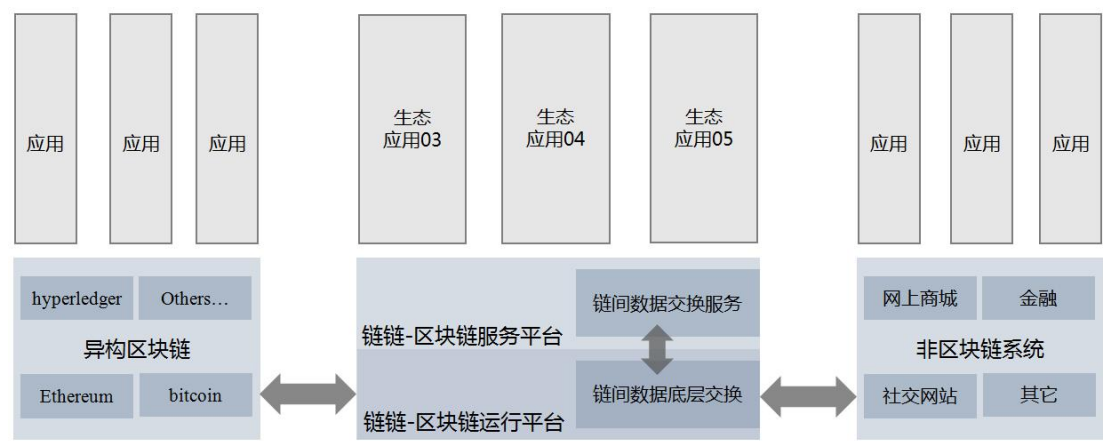 应用
应用
应用
生态
应用03
生态
应用04
生态
应用05
应用
应用
应用
hyperledger
Others…
异构区块链
Ethereum
bitcoin
链间数据交换服务
链链-区块链服务平台
链间数据底层交换
链链-区块链运行平台
网上商城
金融
非区块链系统
社交网站
其它